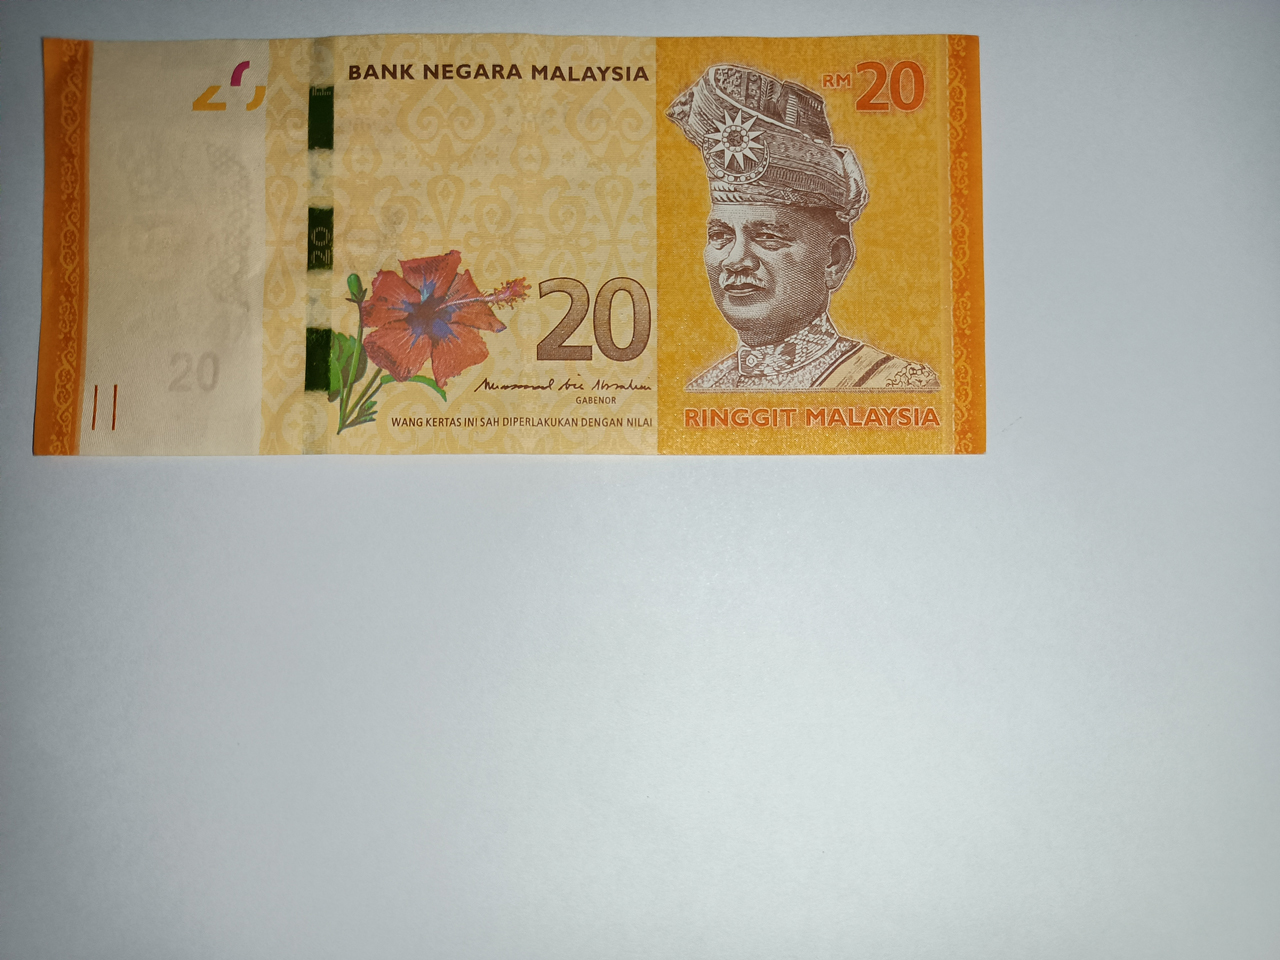 BANK NEGARA MALAYSIA
RM 20
20
20
20
GABENOR
WANG KERTAS INI SAH DIPERLAKUKAN DENGAN NILAI
RINGGIT MALAYSIA